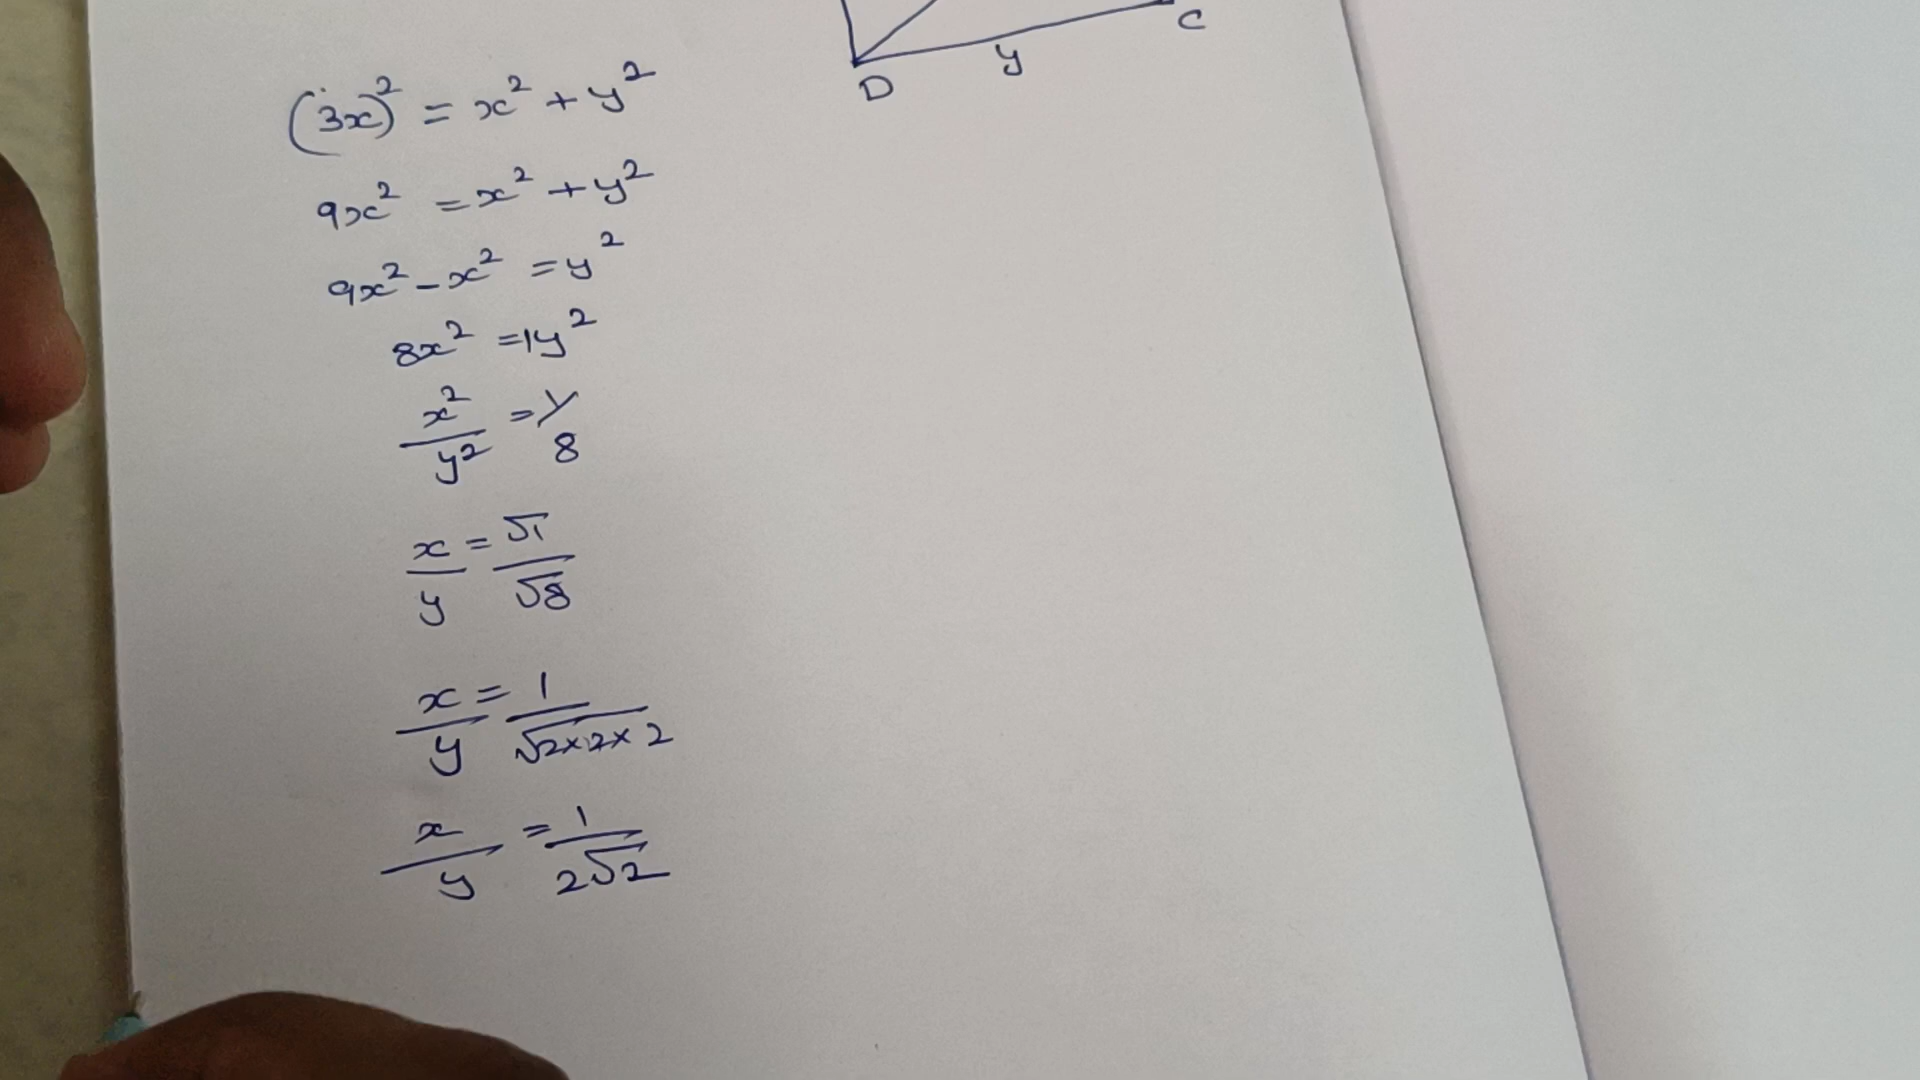 C
y
D
(3x)² = x² + y²
9x² = x² + y²
9x² - x² = y²
8x² = 1y²
x²/y² = 1/8
x/y = √1/√8
x/y = 1/√2×2×2
x/y = 1/2√2